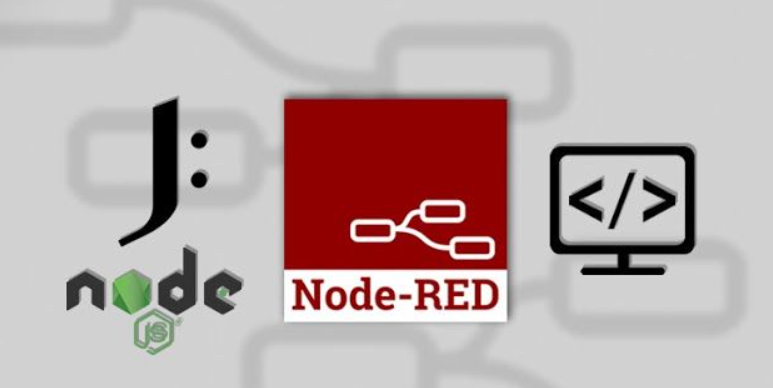 J:
node
JS
Node-RED
</>